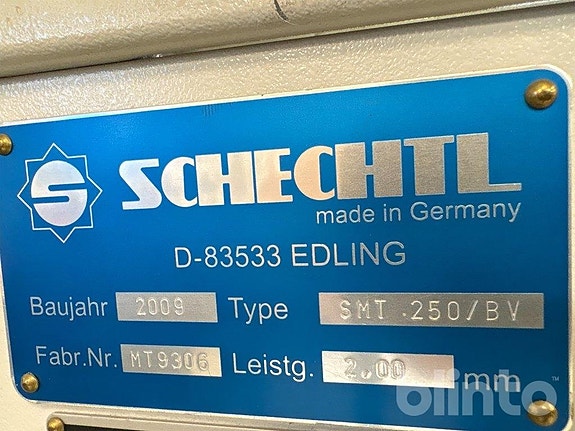 S SCHECHTL
made in Germany
D-83533 EDLING
Baujahr 2009 Type SMT .250/BV
Fabr.Nr. MT9306 Leistg. 2.00 mm
blinto™